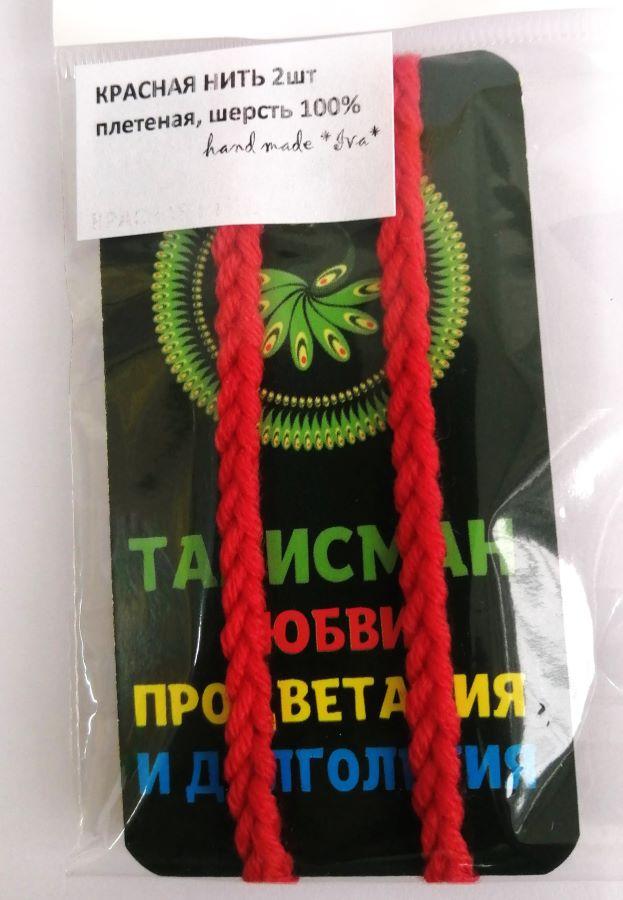 КРАСНАЯ НИТЬ 2шт
плетеная, шерсть 100%
hand made *Iva*
ТАЛИСМАН
ЛЮБВИ
ПРОЦВЕТАНИЯ
И ДОЛГОЛЕТИЯ